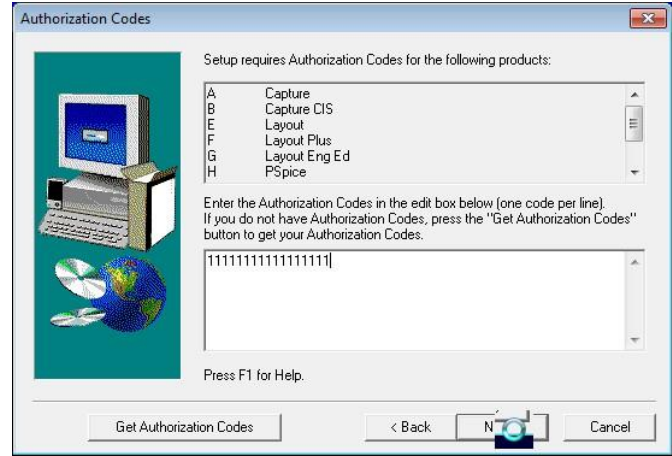 Authorization Codes
Setup requires Authorization Codes for the following products:
A Capture
B Capture CIS
E Layout
F Layout Plus
G Layout Eng Ed
H PSpice
Enter the Authorization Codes in the edit box below (one code per line).
If you do not have Authorization Codes, press the "Get Authorization Codes"
button to get your Authorization Codes.
Press F1 for Help.
Get Authorization Codes
< Back
Cancel